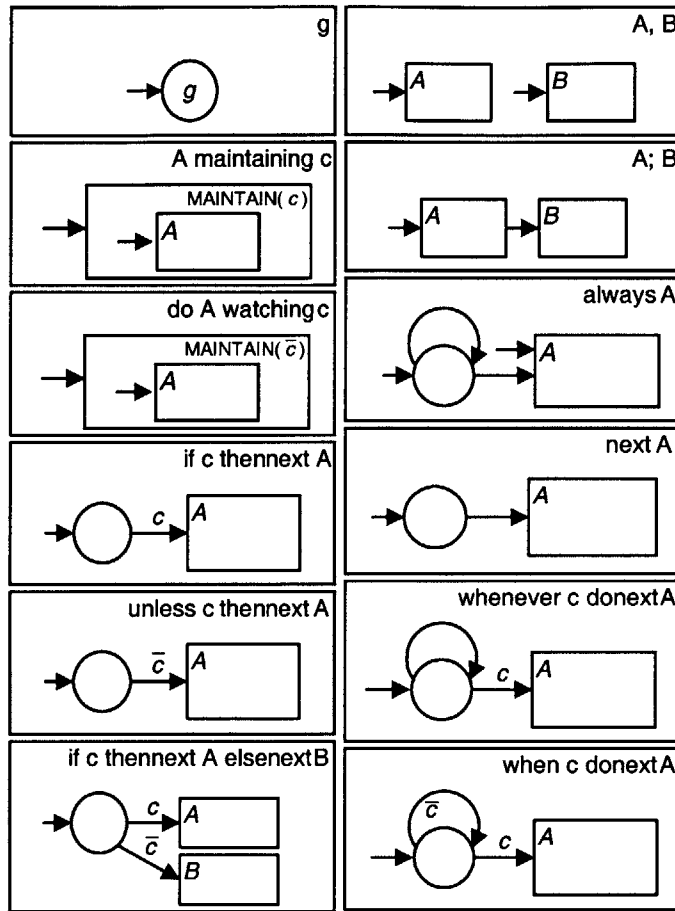 g
g
A, B
A
B
A maintaining c
MAINTAIN( c )
A
A; B
A
B
do A watching c
MAINTAIN( c̅ )
A
always A
A
if c thennext A
c
A
next A
A
unless c thennext A
c̅
A
whenever c donext A
c
A
if c thennext A elsenext B
c
A
c̅
B
when c donext A
c̅
c
A